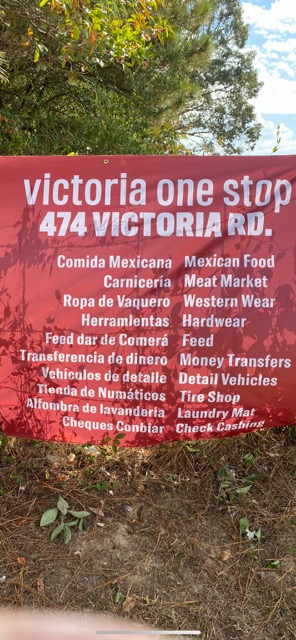 victoria one stop
474 VICTORIA RD.
Comida Mexicana Mexican Food
Carnicería Meat Market
Ropa de Vaquero Western Wear
Herramientas Hardwear
Feed dar de Comerá Feed
Transferencia de dinero Money Transfers
Vehículos de detalle Detail Vehicles
Tienda de Numáticos Tire Shop
Alfombra de lavandería Laundry Mat
Cheques Conbiar Check Cashing